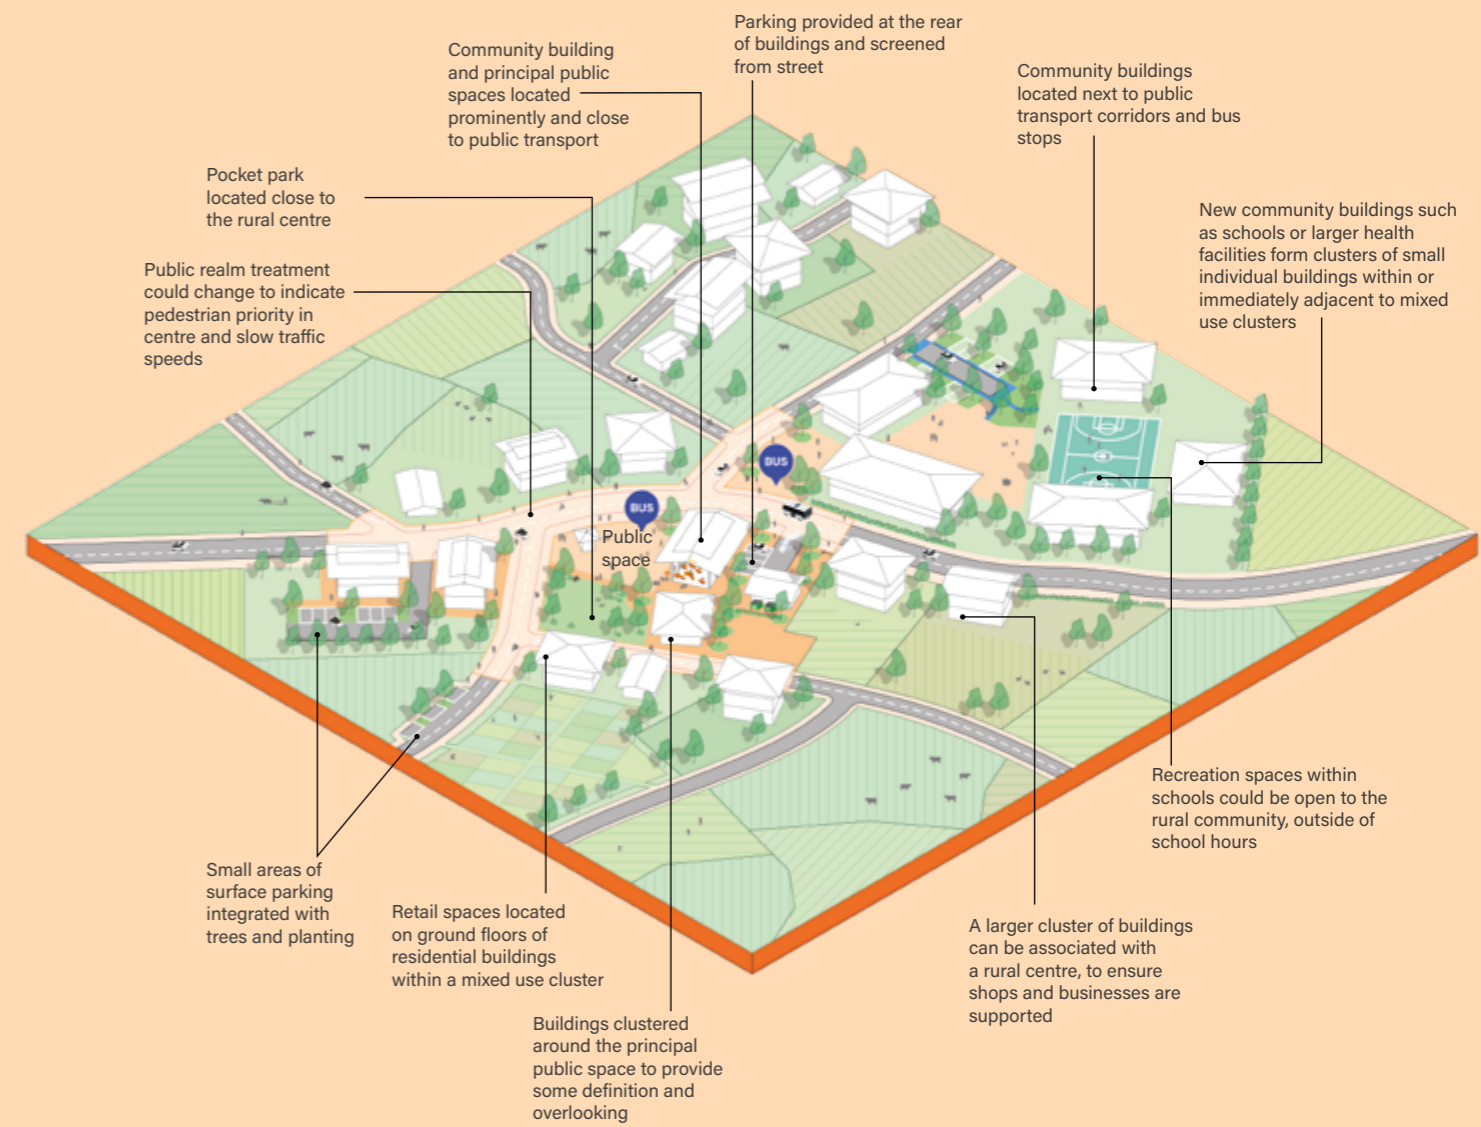 Parking provided at the rear
of buildings and screened
from street
Community building
and principal public
spaces located
prominently and close
to public transport
Community buildings
located next to public
transport corridors and bus
stops
Pocket park
located close to
the rural centre
New community buildings such
as schools or larger health
facilities form clusters of small
individual buildings within or
immediately adjacent to mixed
use clusters
Public realm treatment
could change to indicate
pedestrian priority in
centre and slow traffic
speeds
BUS
BUS
Public
space
Recreation spaces within
schools could be open to the
rural community, outside of
school hours
Small areas of
surface parking
integrated with
trees and planting
Retail spaces located
on ground floors of
residential buildings
within a mixed use cluster
A larger cluster of buildings
can be associated with
a rural centre, to ensure
shops and businesses are
supported
Buildings clustered
around the principal
public space to provide
some definition and
overlooking